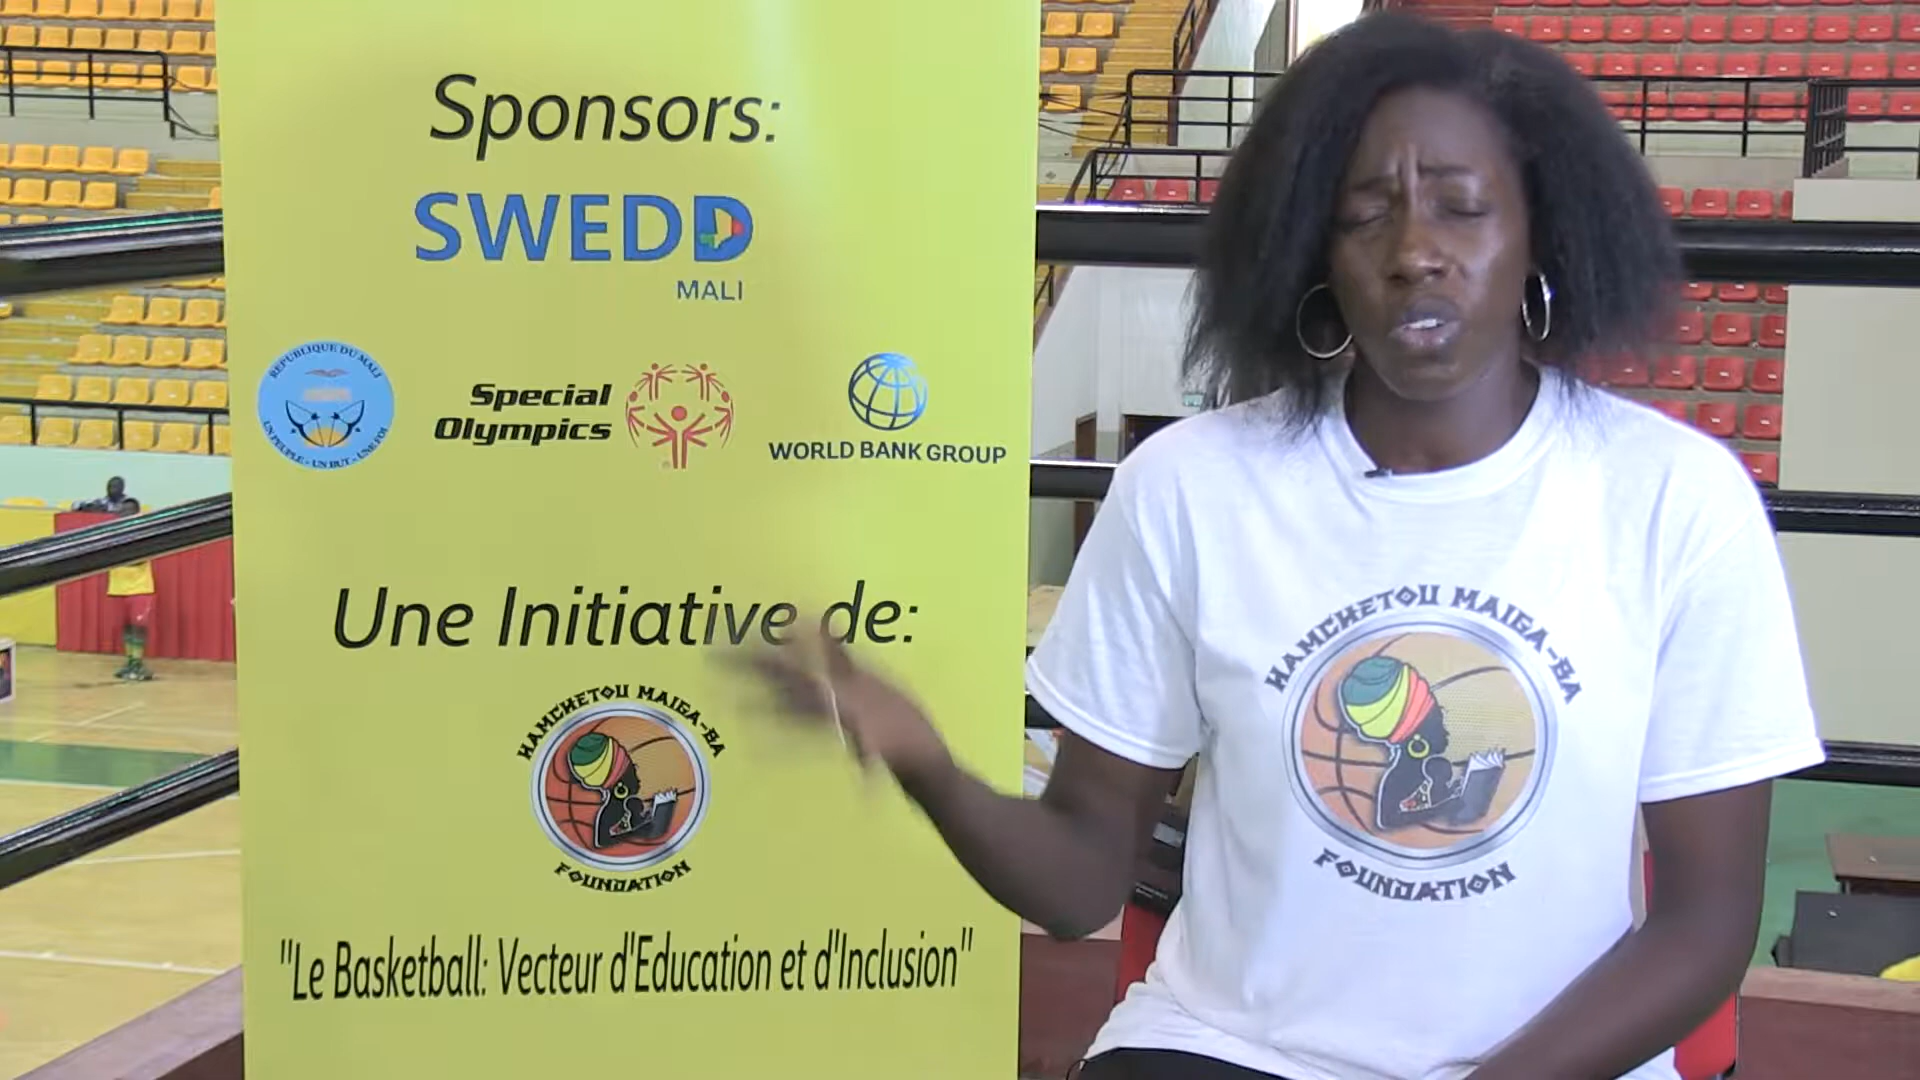 Sponsors:
SWEDD
MALI
REPUBLIQUE DU MALI
UN PEUPLE - UN BUT - UNE FOI
Special
Olympics
WORLD BANK GROUP
Une Initiative de:
HAMCHETOU MAIGA-BA
FOUNDATION
"Le Basketball: Vecteur d'Education et d'Inclusion"
HAMCHETOU MAIGA-BA
FOUNDATION